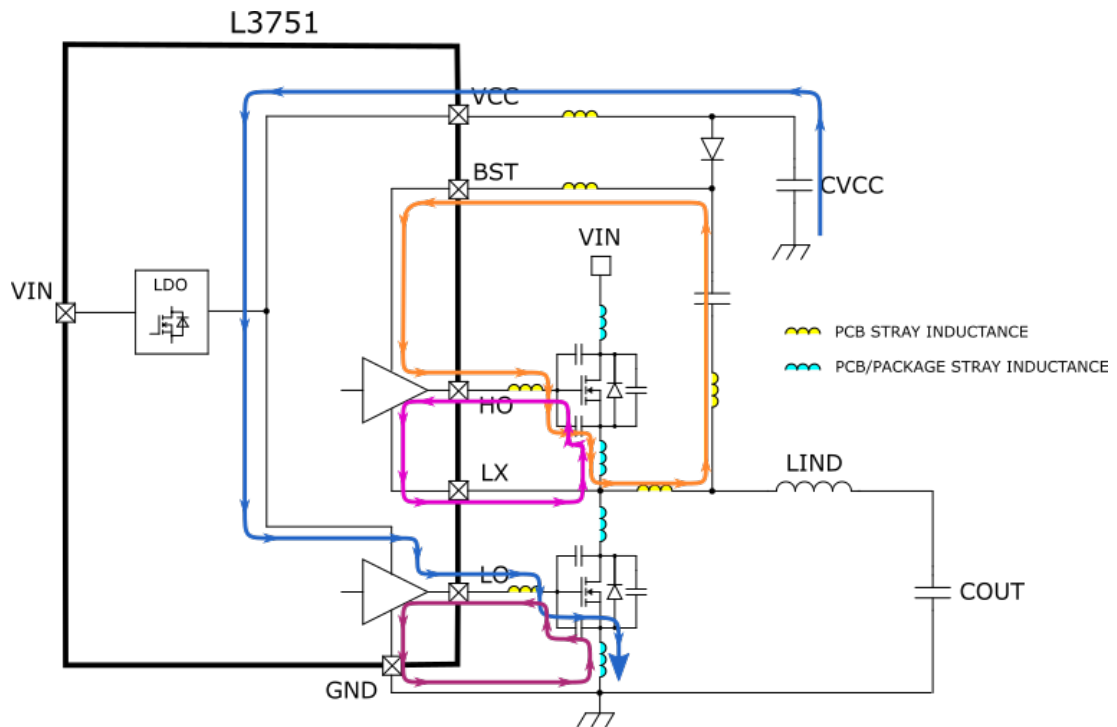 L3751
VCC
BST
CVCC
VIN
VIN
LDO
PCB STRAY INDUCTANCE
PCB/PACKAGE STRAY INDUCTANCE
HO
LX
LIND
LO
COUT
GND